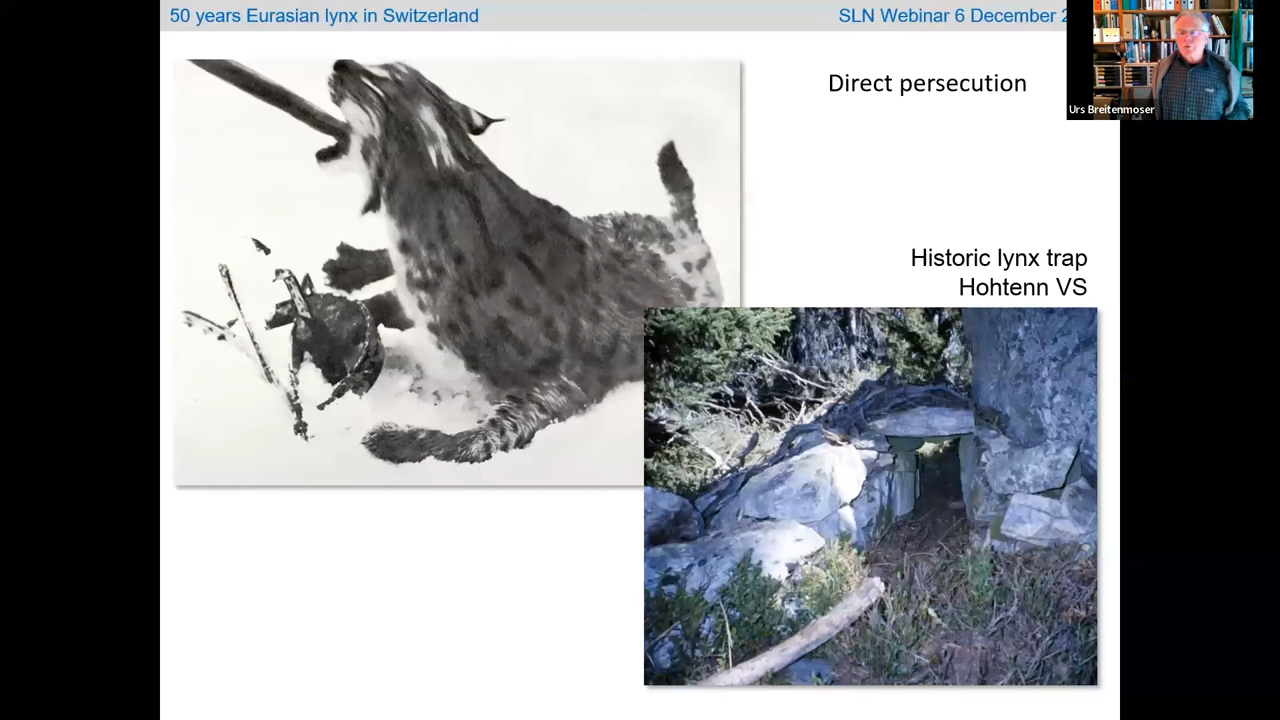 50 years Eurasian lynx in Switzerland
SLN Webinar 6 December
Urs Breitenmoser
Direct persecution
Historic lynx trap
Hohtenn VS